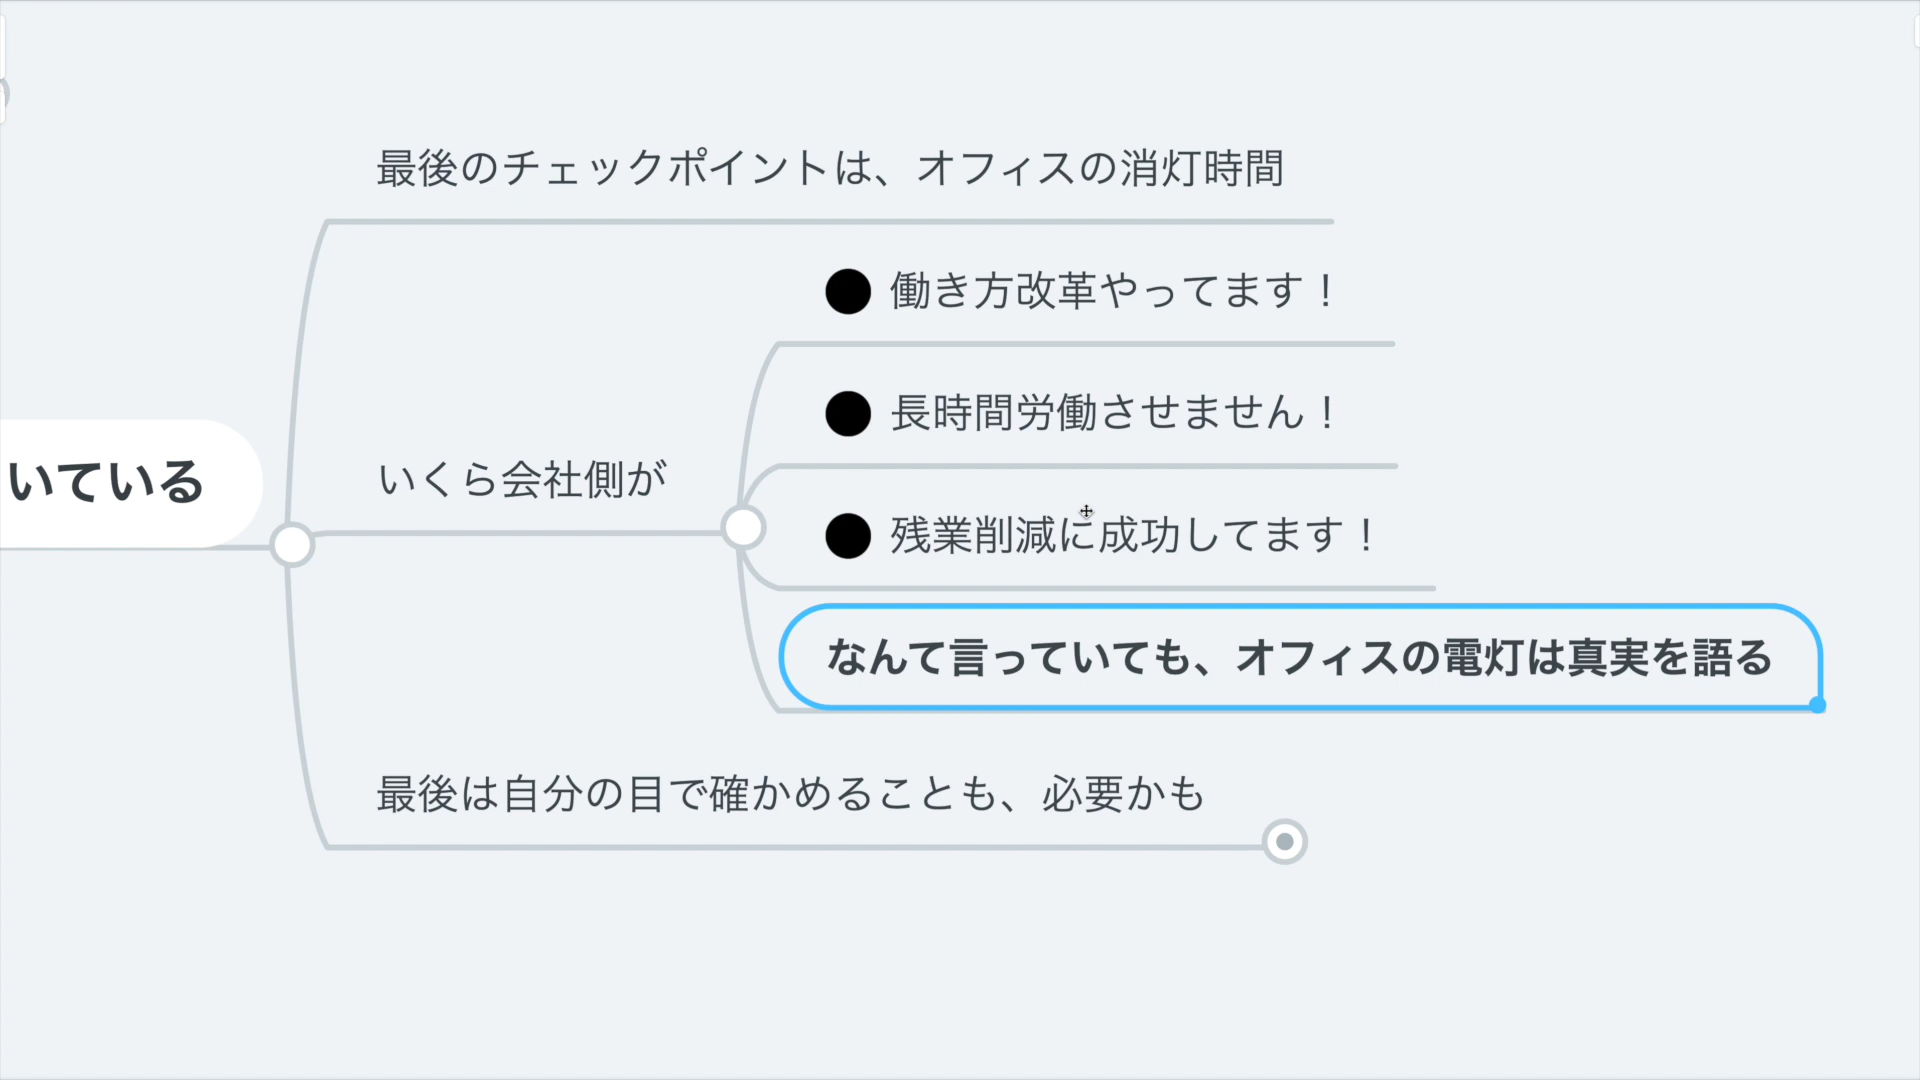 最後のチェックポイントは、オフィスの消灯時間
いている
いくら会社側が
● 働き方改革やってます！
● 長時間労働させません！
● 残業削減に成功してます！
なんて言っていても、オフィスの電灯は真実を語る
最後は自分の目で確かめることも、必要かも